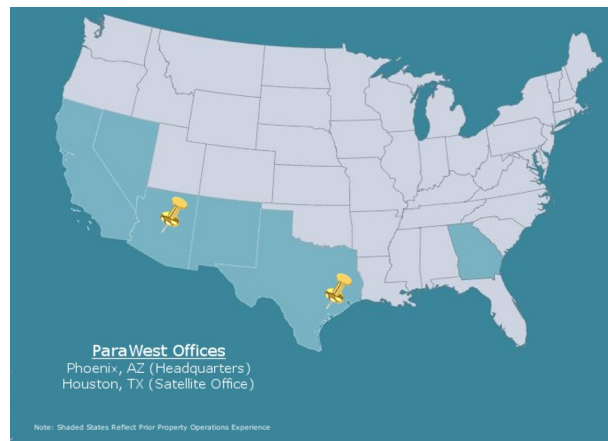 ParaWest Offices
Phoenix, AZ (Headquarters)
Houston, TX (Satellite Office)
Note: Shaded States Reflect Prior Property Operations Experience